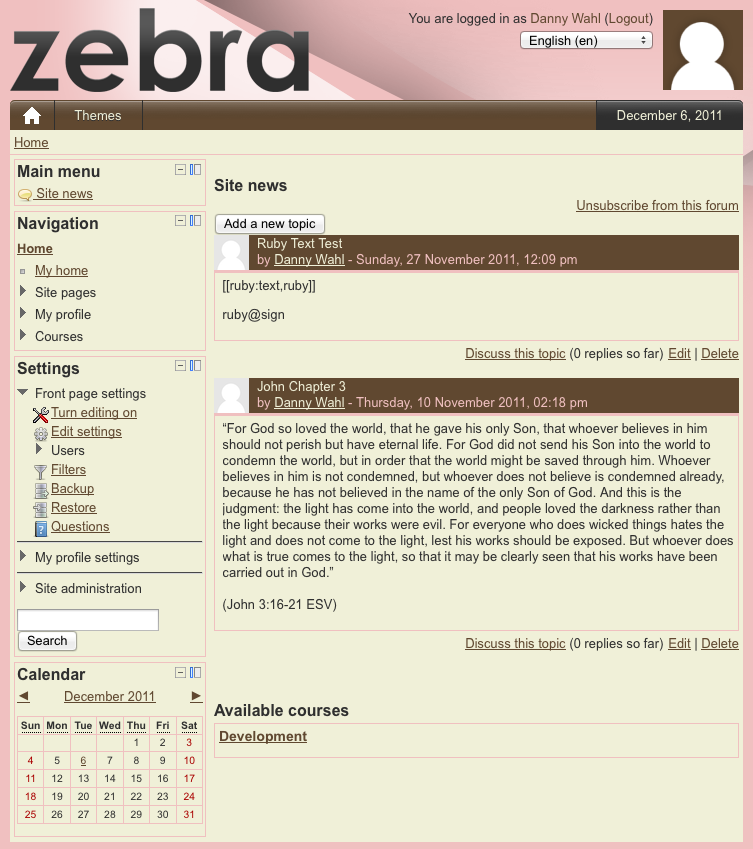 zebra
You are logged in as Danny Wahl (Logout)
English (en)
Themes
December 6, 2011
Home
Main menu
Site news
Navigation
Home
My home
Site pages
My profile
Courses
Settings
Front page settings
Turn editing on
Edit settings
Users
Filters
Backup
Restore
Questions
My profile settings
Site administration
Search
Calendar
◄ December 2011 ►
Sun Mon Tue Wed Thu Fri Sat
1 2 3
4 5 6 7 8 9 10
11 12 13 14 15 16 17
18 19 20 21 22 23 24
25 26 27 28 29 30 31
Site news
Unsubscribe from this forum
Add a new topic
Ruby Text Test
by Danny Wahl - Sunday, 27 November 2011, 12:09 pm
[[ruby:text,ruby]]
ruby@sign
Discuss this topic (0 replies so far) Edit | Delete
John Chapter 3
by Danny Wahl - Thursday, 10 November 2011, 02:18 pm
“For God so loved the world, that he gave his only Son, that whoever believes in him
should not perish but have eternal life. For God did not send his Son into the world to
condemn the world, but in order that the world might be saved through him. Whoever
believes in him is not condemned, but whoever does not believe is condemned already,
because he has not believed in the name of the only Son of God. And this is the
judgment: the light has come into the world, and people loved the darkness rather than
the light because their works were evil. For everyone who does wicked things hates the
light and does not come to the light, lest his works should be exposed. But whoever does
what is true comes to the light, so that it may be clearly seen that his works have been
carried out in God.”
(John 3:16-21 ESV)
Discuss this topic (0 replies so far) Edit | Delete
Available courses
Development